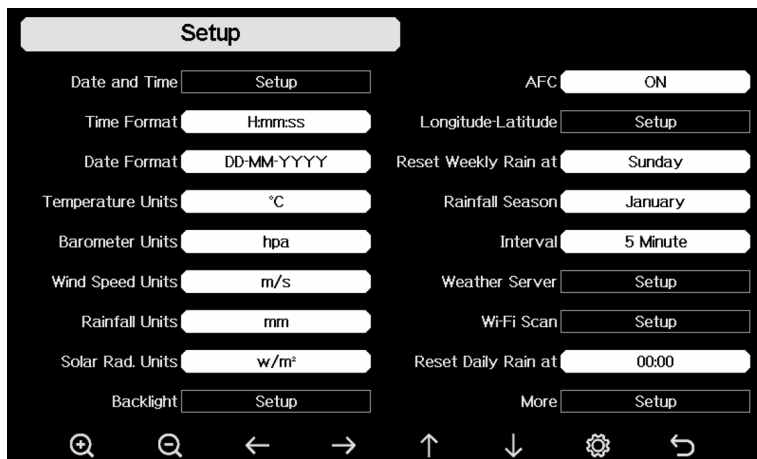 Setup
Date and Time Setup
Time Format H:mm:ss
Date Format DD-MM-YYYY
Temperature Units °C
Barometer Units hpa
Wind Speed Units m/s
Rainfall Units mm
Solar Rad. Units w/m²
Backlight Setup
AFC ON
Longitude-Latitude Setup
Reset Weekly Rain at Sunday
Rainfall Season January
Interval 5 Minute
Weather Server Setup
Wi-Fi Scan Setup
Reset Daily Rain at 00:00
More Setup